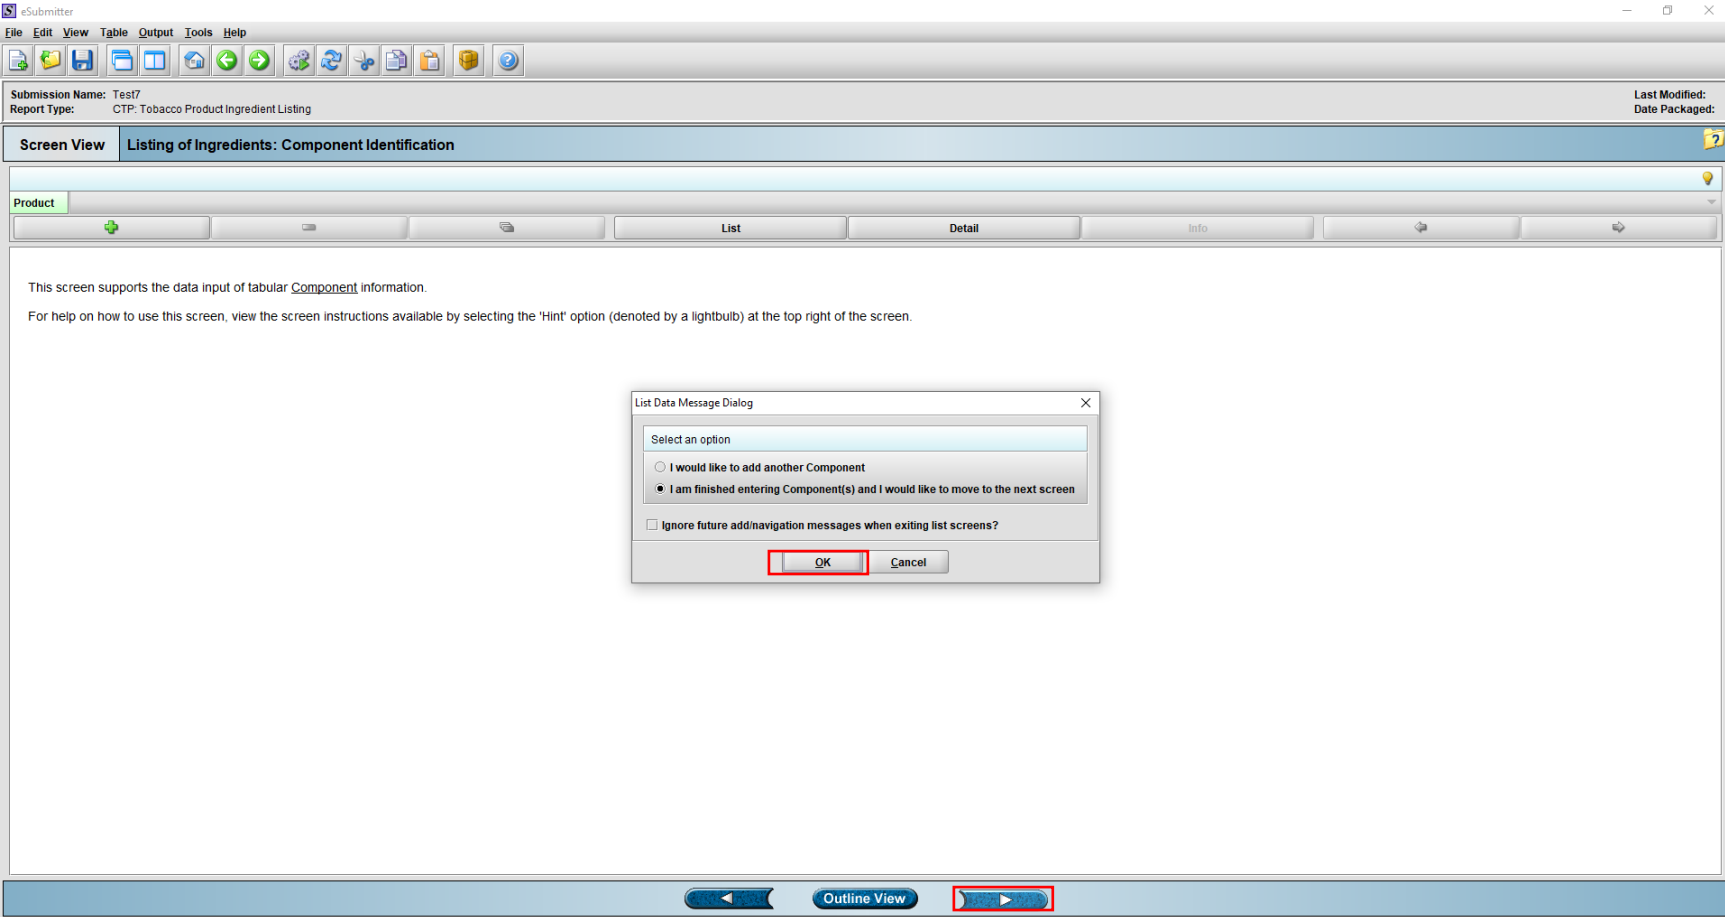 eSubmitter
File Edit View Table Output Tools Help
Submission Name: Test7
Last Modified:
Report Type: CTP: Tobacco Product Ingredient Listing
Date Packaged:
Screen View Listing of Ingredients: Component Identification
Product
List Detail Info
This screen supports the data input of tabular Component information.
For help on how to use this screen, view the screen instructions available by selecting the 'Hint' option (denoted by a lightbulb) at the top right of the screen.
List Data Message Dialog
Select an option
I would like to add another Component
I am finished entering Component(s) and I would like to move to the next screen
Ignore future add/navigation messages when exiting list screens?
OK Cancel
Outline View